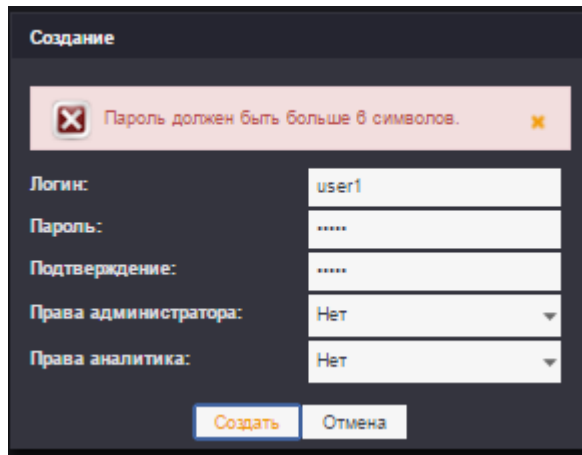 Создание
Пароль должен быть больше 6 символов.
Логин: user1
Пароль: •••••
Подтверждение: •••••
Права администратора: Нет
Права аналитика: Нет
Создать Отмена